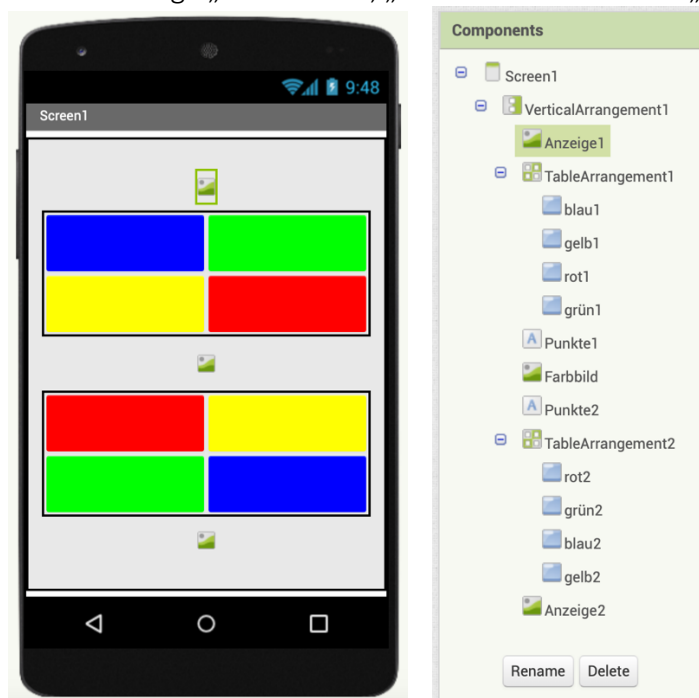 9:48
Screen1
Components
Screen1
VerticalArrangement1
Anzeige1
TableArrangement1
blau1
gelb1
rot1
grün1
Punkte1
Farbbild
Punkte2
TableArrangement2
rot2
grün2
blau2
gelb2
Anzeige2
Rename Delete